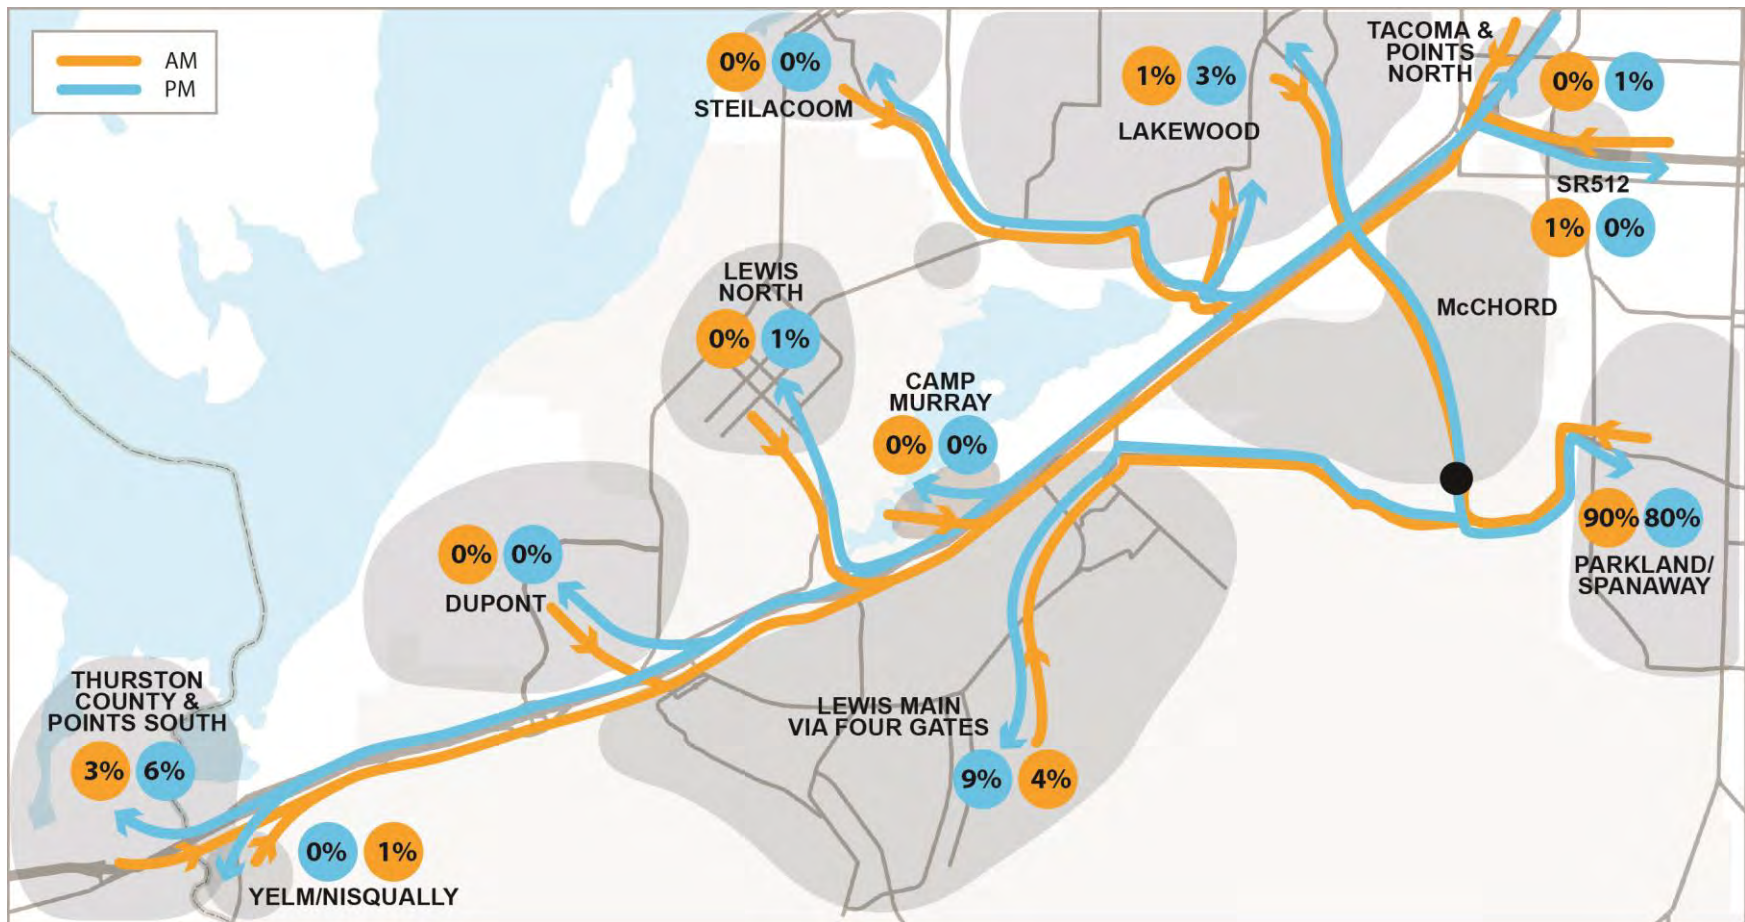 AM
PM
0% 0%
STEILACOOM
1% 3%
LAKEWOOD
TACOMA &
POINTS
NORTH
0% 1%
SR512
1% 0%
LEWIS
NORTH
0% 1%
McCHORD
CAMP
MURRAY
0% 0%
0% 0%
DUPONT
90% 80%
PARKLAND/
SPANAWAY
THURSTON
COUNTY &
POINTS SOUTH
3% 6%
LEWIS MAIN
VIA FOUR GATES
9% 4%
0% 1%
YELM/NISQUALLY